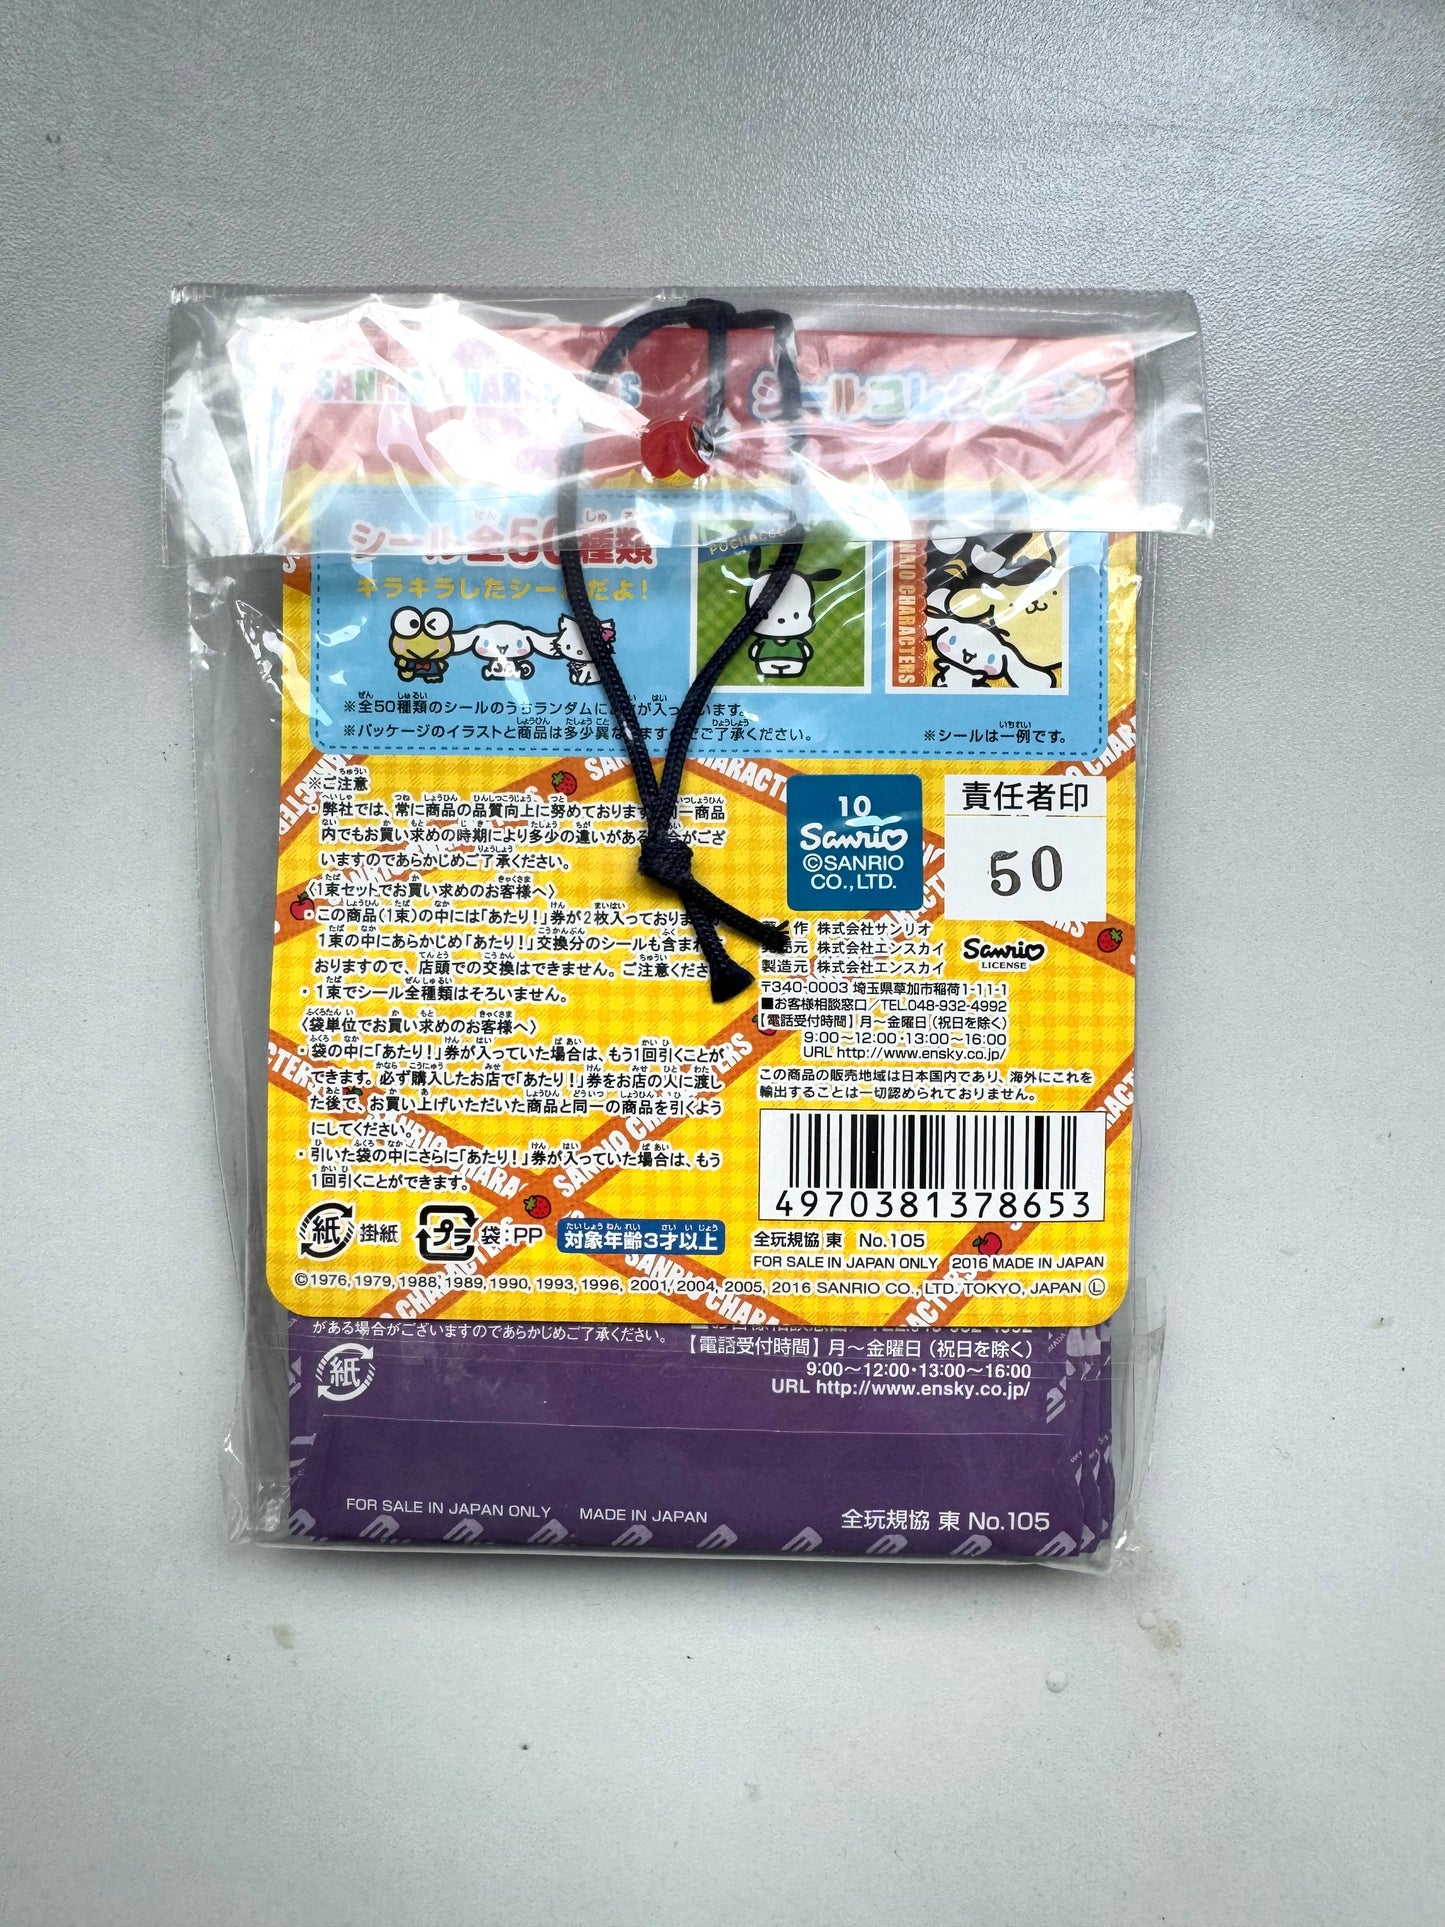 SAN
シール
シール全50種類
キラキラしたシールだよ!
POCHACCO
SANRIO CHARACTERS
※全50種類のシールのうちランダムに
入っています。
※パッケージのイラストと商品は多少異な
ますのでご了承ください。
※シールは一例です。
※ご注意
・弊社では、常に商品の品質向上に努めております
同一商品
内でもお買い求めの時期により多少の違いがある
合がござ
いますのであらかじめご了承ください。
〈1束セットでお買い求めのお客様へ〉
・この商品(1束)の中には「あたり!」券が2枚入っておりま
1束の中にあらかじめ「あたり!」交換分のシールも含まれ
おりますので、店頭での交換はできません。ご注意くださ
・1束でシール全種類はそろいません。
〈袋単位でお買い求めのお客様へ〉
・袋の中に「あたり!」券が入っていた場合は、もう1回引くことが
できます。必ず購入したお店で「あたり!」券をお店の人に渡し
た後で、お買い上げいただいた商品と同一の商品を引くよう
にしてください。
・引いた袋の中にさらに「あたり!」券が入っていた場合は、もう
1回引くことができます。
紙 掛紙 プラ 袋:PP
対象年齢3才以上
10
Sanrio
©SANRIO
CO.,LTD.
責任者印
50
作 株式会社サンリオ
発売元 株式会社エンスカイ
製造元 株式会社エンスカイ
Sanrio
LICENSE
〒340-0003 埼玉県草加市稲荷1-11-1
■お客様相談窓口/TEL048-932-4992
【電話受付時間】月～金曜日(祝日を除く)
9:00～12:00・13:00～16:00
URL http://www.ensky.co.jp/
この商品の販売地域は日本国内であり、海外にこれを
輸出することは一切認められておりません。
4970381378653
全玩規協 東 No.105
FOR SALE IN JAPAN ONLY 2016 MADE IN JAPAN
©1976, 1979, 1988, 1989, 1990, 1993, 1996, 2001, 2004, 2005, 2016 SANRIO CO., LTD. TOKYO, JAPAN Ⓛ
がある場合がございますのであらかじめご了承ください。
紙
【電話受付時間】月～金曜日(祝日を除く)
9:00～12:00・13:00～16:00
URL http://www.ensky.co.jp/
FOR SALE IN JAPAN ONLY MADE IN JAPAN
全玩規協 東 No.105